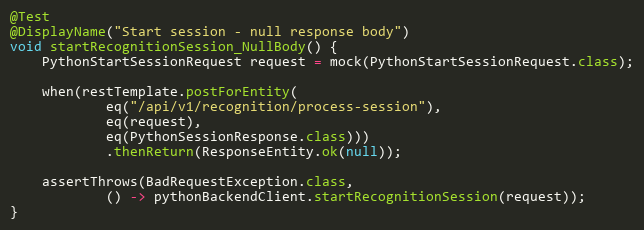 @Test
@DisplayName("Start session - null response body")
void startRecognitionSession_NullBody() {
    PythonStartSessionRequest request = mock(PythonStartSessionRequest.class);

    when(restTemplate.postForEntity(
            eq("/api/v1/recognition/process-session"),
            eq(request),
            eq(PythonSessionResponse.class)))
            .thenReturn(ResponseEntity.ok(null));

    assertThrows(BadRequestException.class,
            () -> pythonBackendClient.startRecognitionSession(request));
}